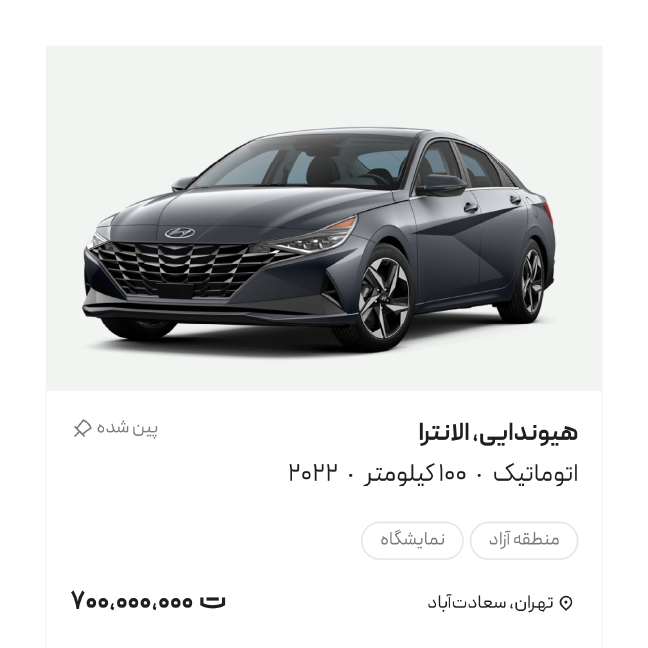 هیوندایی، الانترا
پین شده
اتوماتیک · ۱۰۰ کیلومتر · ۲۰۲۲
منطقه آزاد
نمایشگاه
تهران، سعادت‌آباد
ت ۷۰۰,۰۰۰,۰۰۰